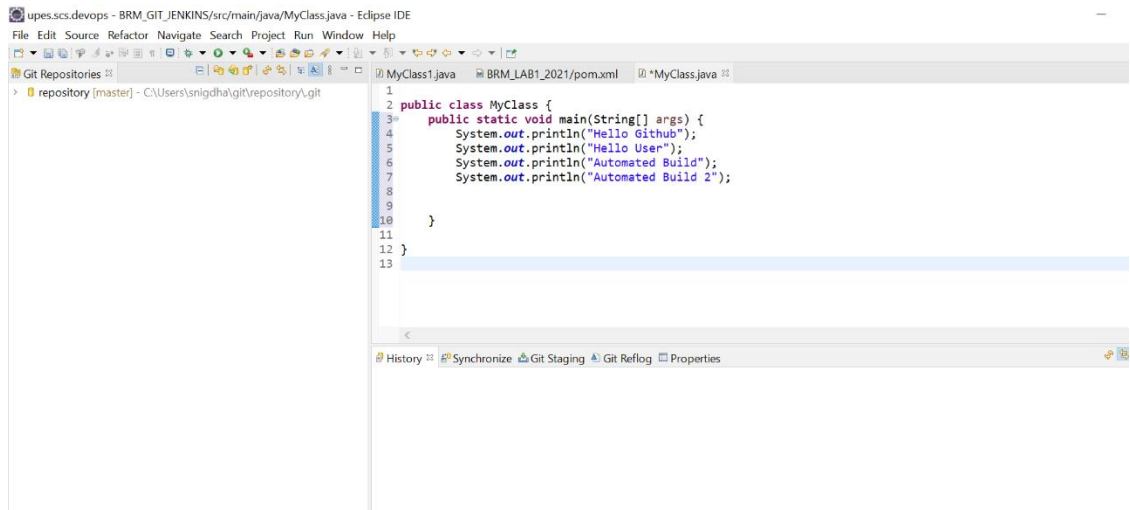 upes.scs.devops - BRM_GIT_JENKINS/src/main/java/MyClass.java - Eclipse IDE
File Edit Source Refactor Navigate Search Project Run Window Help
Git Repositories
> repository [master] - C:\Users\snigdha\git\repository\.git
MyClass1.java BRM_LAB1_2021/pom.xml *MyClass.java
1
2 public class MyClass {
3 public static void main(String[] args) {
4 System.out.println("Hello Github");
5 System.out.println("Hello User");
6 System.out.println("Automated Build");
7 System.out.println("Automated Build 2");
8
9
10 }
11
12 }
13
History Synchronize Git Staging Git Reflog Properties